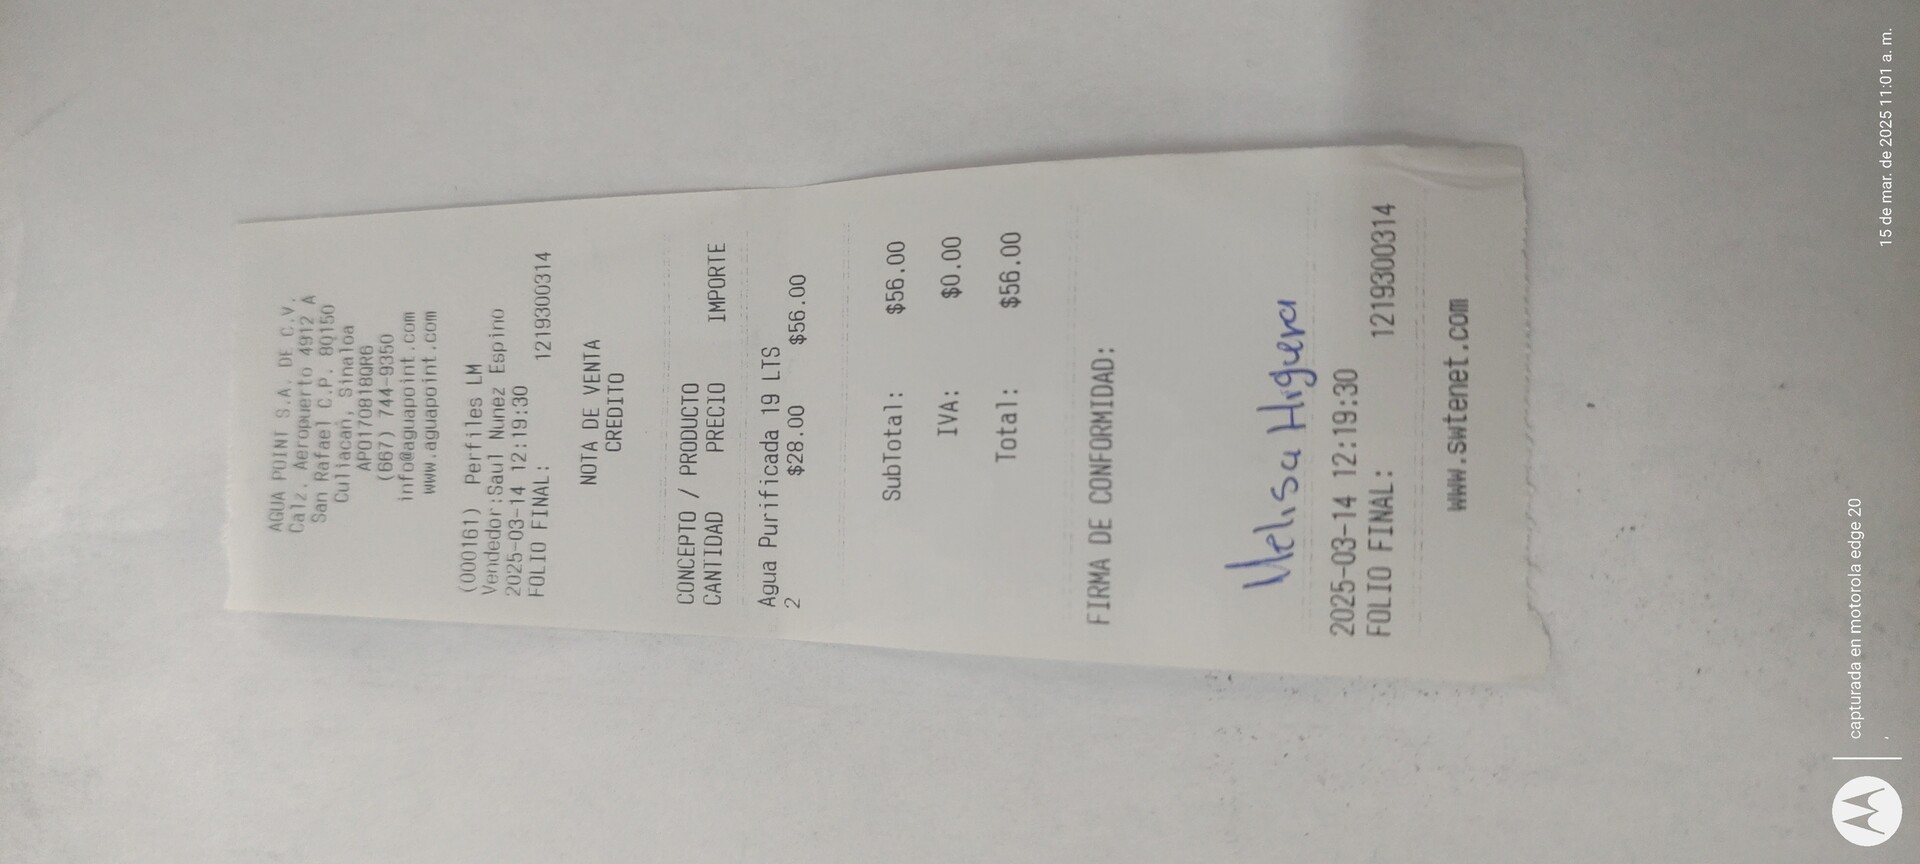 AGUA POINT S.A. DE C.V.
Calz. Aeropuerto 4912 A
San Rafael C.P. 80150
Culiacan, Sinaloa
APO170818QR6
(667) 744-9350
info@aguapoint.com
www.aguapoint.com
(000161) Perfiles LM
Vendedor:Saul Nunez Espino
2025-03-14 12:19:30
FOLIO FINAL: 1219300314
NOTA DE VENTA
CREDITO
CONCEPTO / PRODUCTO
CANTIDAD PRECIO IMPORTE
Agua Purificada 19 LTS
2 $28.00 $56.00
SubTotal: $56.00
IVA: $0.00
Total: $56.00
FIRMA DE CONFORMIDAD:
Melisa Higuera
2025-03-14 12:19:30
FOLIO FINAL: 1219300314
www.swtenet.com
capturada en motorola edge 20
,
15 de mar. de 2025 11:01 a. m.